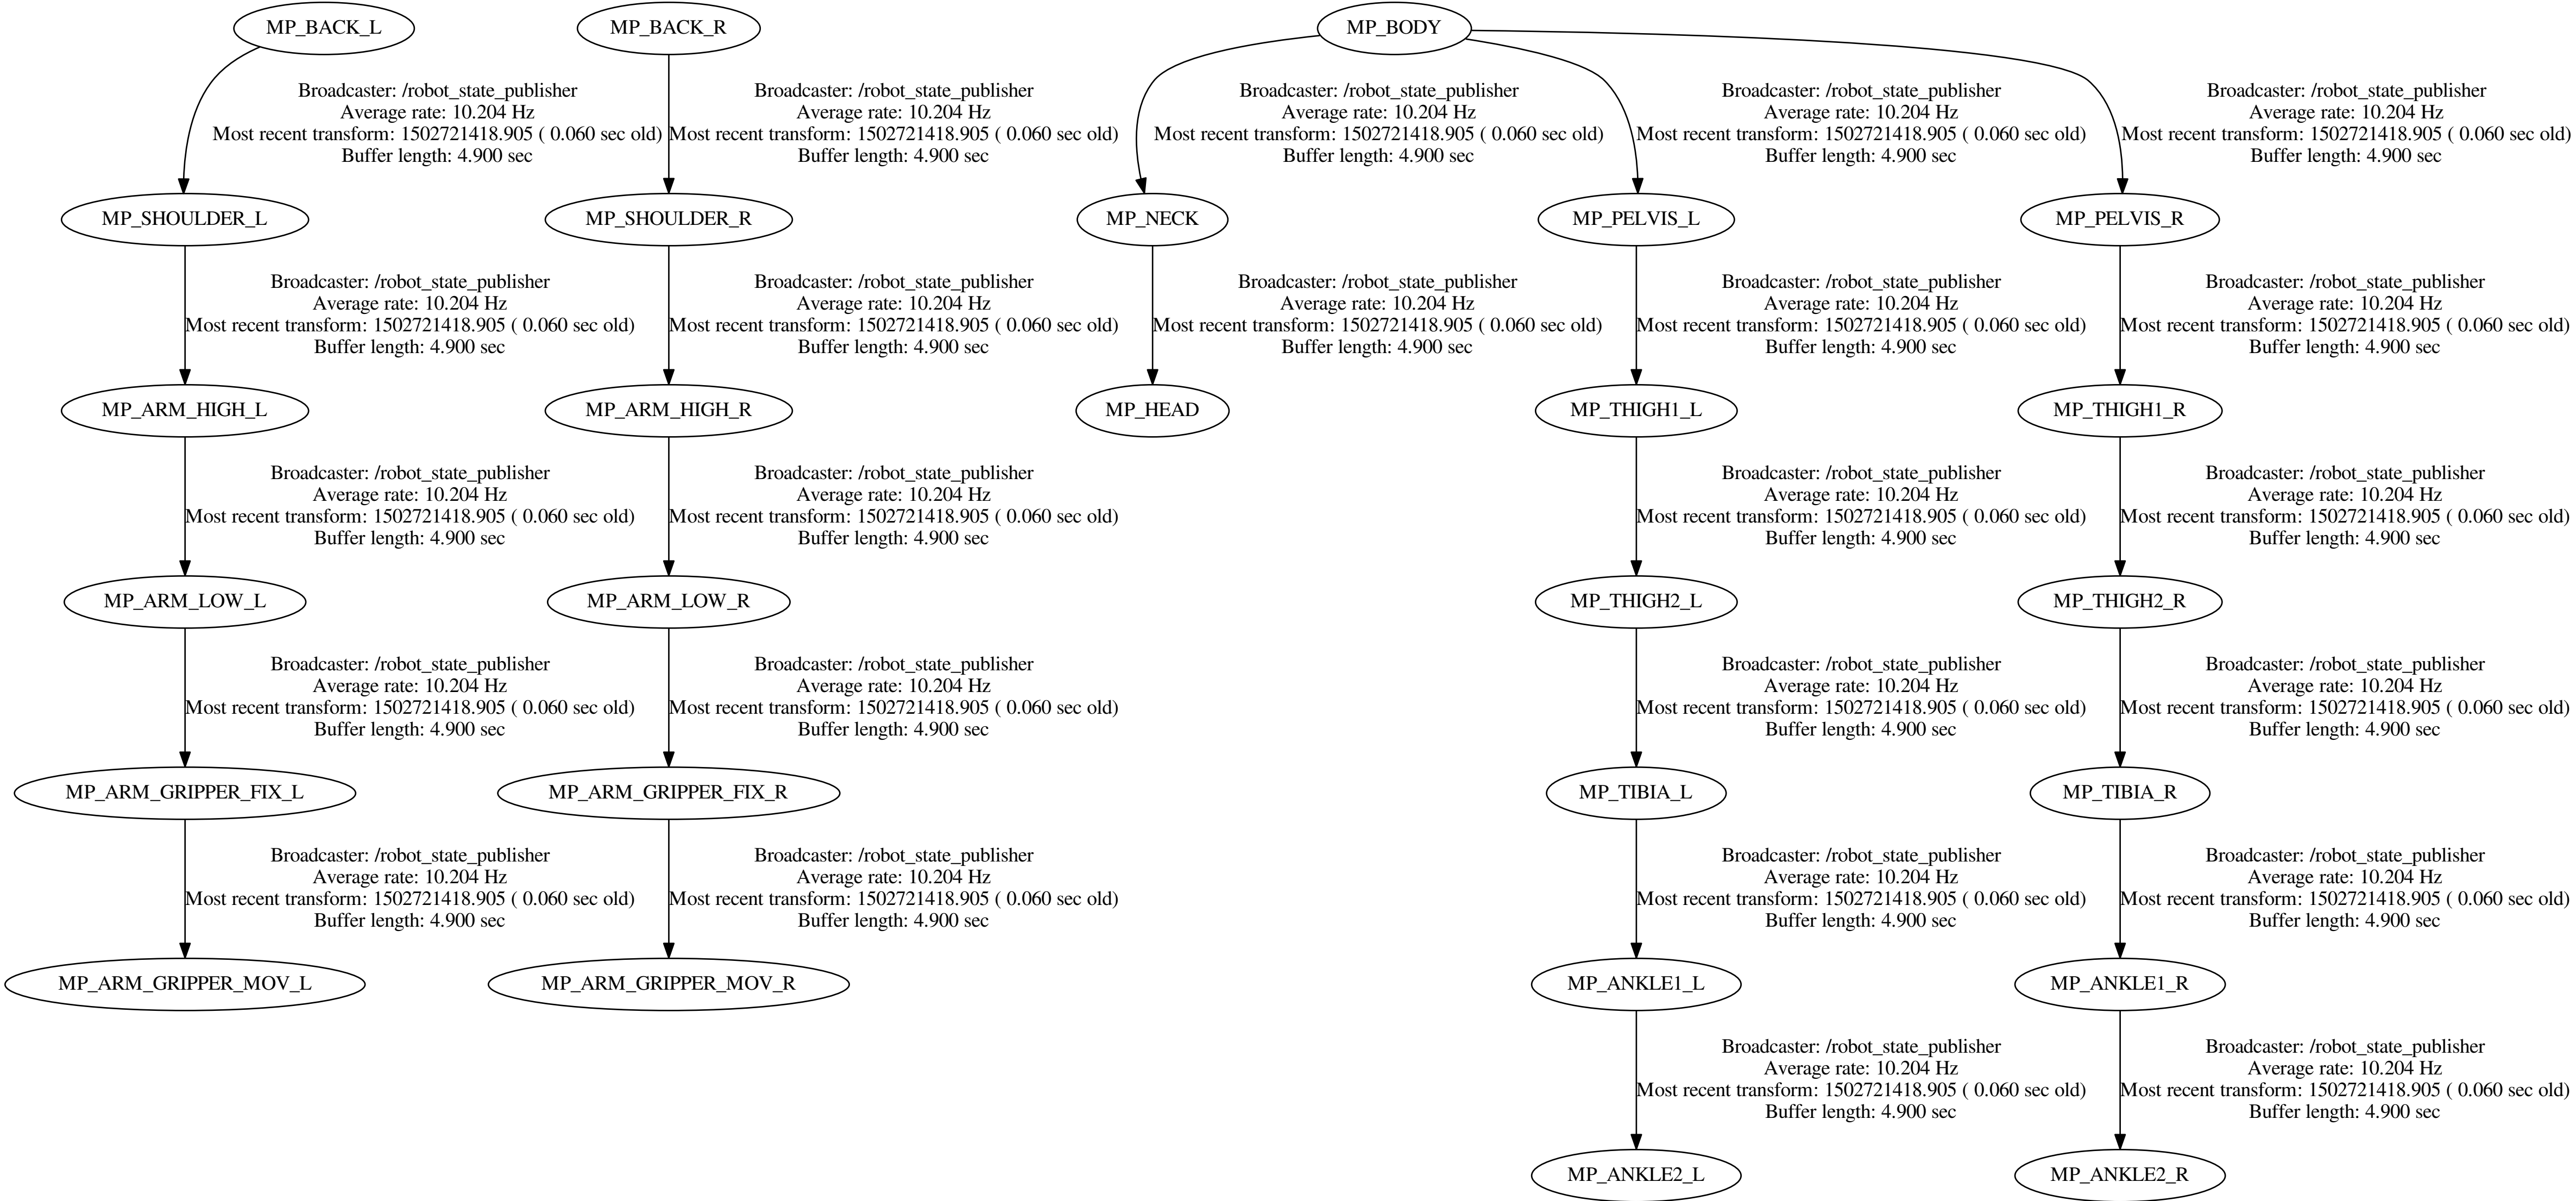 MP_BACK_L
MP_BACK_R
MP_BODY
Broadcaster: /robot_state_publisher
Average rate: 10.204 Hz
Most recent transform: 1502721418.905 ( 0.060 sec old)
Buffer length: 4.900 sec
Broadcaster: /robot_state_publisher
Average rate: 10.204 Hz
Most recent transform: 1502721418.905 ( 0.060 sec old)
Buffer length: 4.900 sec
Broadcaster: /robot_state_publisher
Average rate: 10.204 Hz
Most recent transform: 1502721418.905 ( 0.060 sec old)
Buffer length: 4.900 sec
Broadcaster: /robot_state_publisher
Average rate: 10.204 Hz
Most recent transform: 1502721418.905 ( 0.060 sec old)
Buffer length: 4.900 sec
Broadcaster: /robot_state_publisher
Average rate: 10.204 Hz
Most recent transform: 1502721418.905 ( 0.060 sec old)
Buffer length: 4.900 sec
MP_SHOULDER_L
MP_SHOULDER_R
MP_NECK
MP_PELVIS_L
MP_PELVIS_R
Broadcaster: /robot_state_publisher
Average rate: 10.204 Hz
Most recent transform: 1502721418.905 ( 0.060 sec old)
Buffer length: 4.900 sec
Broadcaster: /robot_state_publisher
Average rate: 10.204 Hz
Most recent transform: 1502721418.905 ( 0.060 sec old)
Buffer length: 4.900 sec
Broadcaster: /robot_state_publisher
Average rate: 10.204 Hz
Most recent transform: 1502721418.905 ( 0.060 sec old)
Buffer length: 4.900 sec
Broadcaster: /robot_state_publisher
Average rate: 10.204 Hz
Most recent transform: 1502721418.905 ( 0.060 sec old)
Buffer length: 4.900 sec
Broadcaster: /robot_state_publisher
Average rate: 10.204 Hz
Most recent transform: 1502721418.905 ( 0.060 sec old)
Buffer length: 4.900 sec
MP_ARM_HIGH_L
MP_ARM_HIGH_R
MP_HEAD
MP_THIGH1_L
MP_THIGH1_R
Broadcaster: /robot_state_publisher
Average rate: 10.204 Hz
Most recent transform: 1502721418.905 ( 0.060 sec old)
Buffer length: 4.900 sec
Broadcaster: /robot_state_publisher
Average rate: 10.204 Hz
Most recent transform: 1502721418.905 ( 0.060 sec old)
Buffer length: 4.900 sec
Broadcaster: /robot_state_publisher
Average rate: 10.204 Hz
Most recent transform: 1502721418.905 ( 0.060 sec old)
Buffer length: 4.900 sec
Broadcaster: /robot_state_publisher
Average rate: 10.204 Hz
Most recent transform: 1502721418.905 ( 0.060 sec old)
Buffer length: 4.900 sec
MP_ARM_LOW_L
MP_ARM_LOW_R
MP_THIGH2_L
MP_THIGH2_R
Broadcaster: /robot_state_publisher
Average rate: 10.204 Hz
Most recent transform: 1502721418.905 ( 0.060 sec old)
Buffer length: 4.900 sec
Broadcaster: /robot_state_publisher
Average rate: 10.204 Hz
Most recent transform: 1502721418.905 ( 0.060 sec old)
Buffer length: 4.900 sec
Broadcaster: /robot_state_publisher
Average rate: 10.204 Hz
Most recent transform: 1502721418.905 ( 0.060 sec old)
Buffer length: 4.900 sec
Broadcaster: /robot_state_publisher
Average rate: 10.204 Hz
Most recent transform: 1502721418.905 ( 0.060 sec old)
Buffer length: 4.900 sec
MP_ARM_GRIPPER_FIX_L
MP_ARM_GRIPPER_FIX_R
MP_TIBIA_L
MP_TIBIA_R
Broadcaster: /robot_state_publisher
Average rate: 10.204 Hz
Most recent transform: 1502721418.905 ( 0.060 sec old)
Buffer length: 4.900 sec
Broadcaster: /robot_state_publisher
Average rate: 10.204 Hz
Most recent transform: 1502721418.905 ( 0.060 sec old)
Buffer length: 4.900 sec
Broadcaster: /robot_state_publisher
Average rate: 10.204 Hz
Most recent transform: 1502721418.905 ( 0.060 sec old)
Buffer length: 4.900 sec
Broadcaster: /robot_state_publisher
Average rate: 10.204 Hz
Most recent transform: 1502721418.905 ( 0.060 sec old)
Buffer length: 4.900 sec
MP_ARM_GRIPPER_MOV_L
MP_ARM_GRIPPER_MOV_R
MP_ANKLE1_L
MP_ANKLE1_R
Broadcaster: /robot_state_publisher
Average rate: 10.204 Hz
Most recent transform: 1502721418.905 ( 0.060 sec old)
Buffer length: 4.900 sec
Broadcaster: /robot_state_publisher
Average rate: 10.204 Hz
Most recent transform: 1502721418.905 ( 0.060 sec old)
Buffer length: 4.900 sec
MP_ANKLE2_L
MP_ANKLE2_R